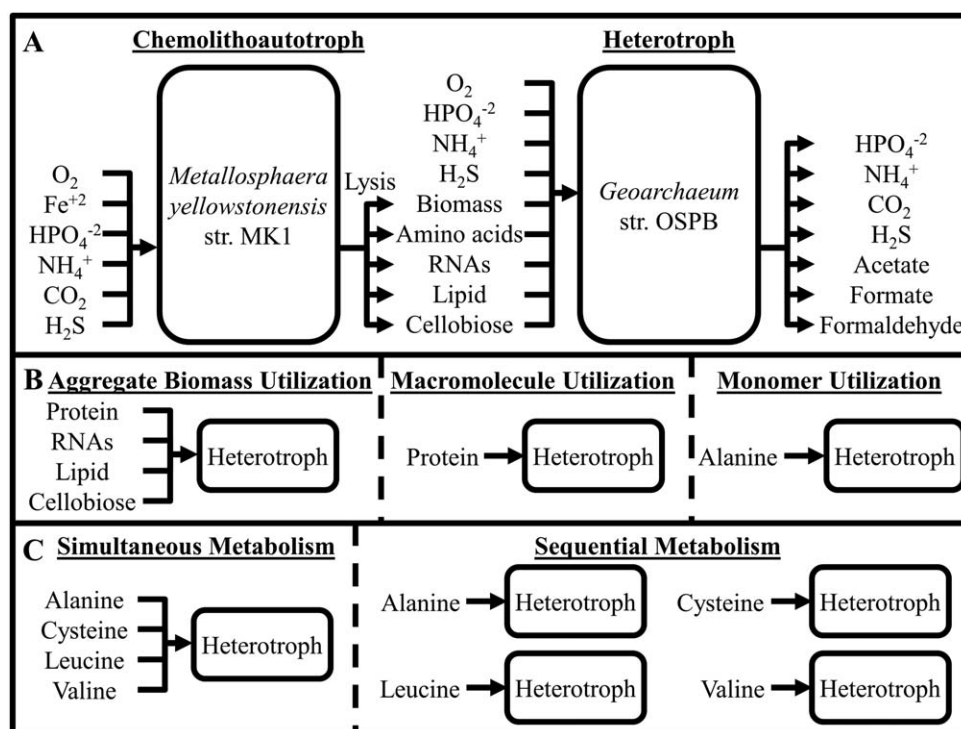 A
Chemolithoautotroph
Heterotroph
O₂
Fe⁺²
HPO₄⁻²
NH₄⁺
CO₂
H₂S
Metallosphaera
yellowstonensis
str. MK1
Lysis
O₂
HPO₄⁻²
NH₄⁺
H₂S
Biomass
Amino acids
RNAs
Lipid
Cellobiose
Geoarchaeum
str. OSPB
HPO₄⁻²
NH₄⁺
CO₂
H₂S
Acetate
Formate
Formaldehyde
B
Aggregate Biomass Utilization
Protein
RNAs
Lipid
Cellobiose
Heterotroph
Macromolecule Utilization
Protein
Heterotroph
Monomer Utilization
Alanine
Heterotroph
C
Simultaneous Metabolism
Alanine
Cysteine
Leucine
Valine
Heterotroph
Sequential Metabolism
Alanine
Heterotroph
Cysteine
Heterotroph
Leucine
Heterotroph
Valine
Heterotroph